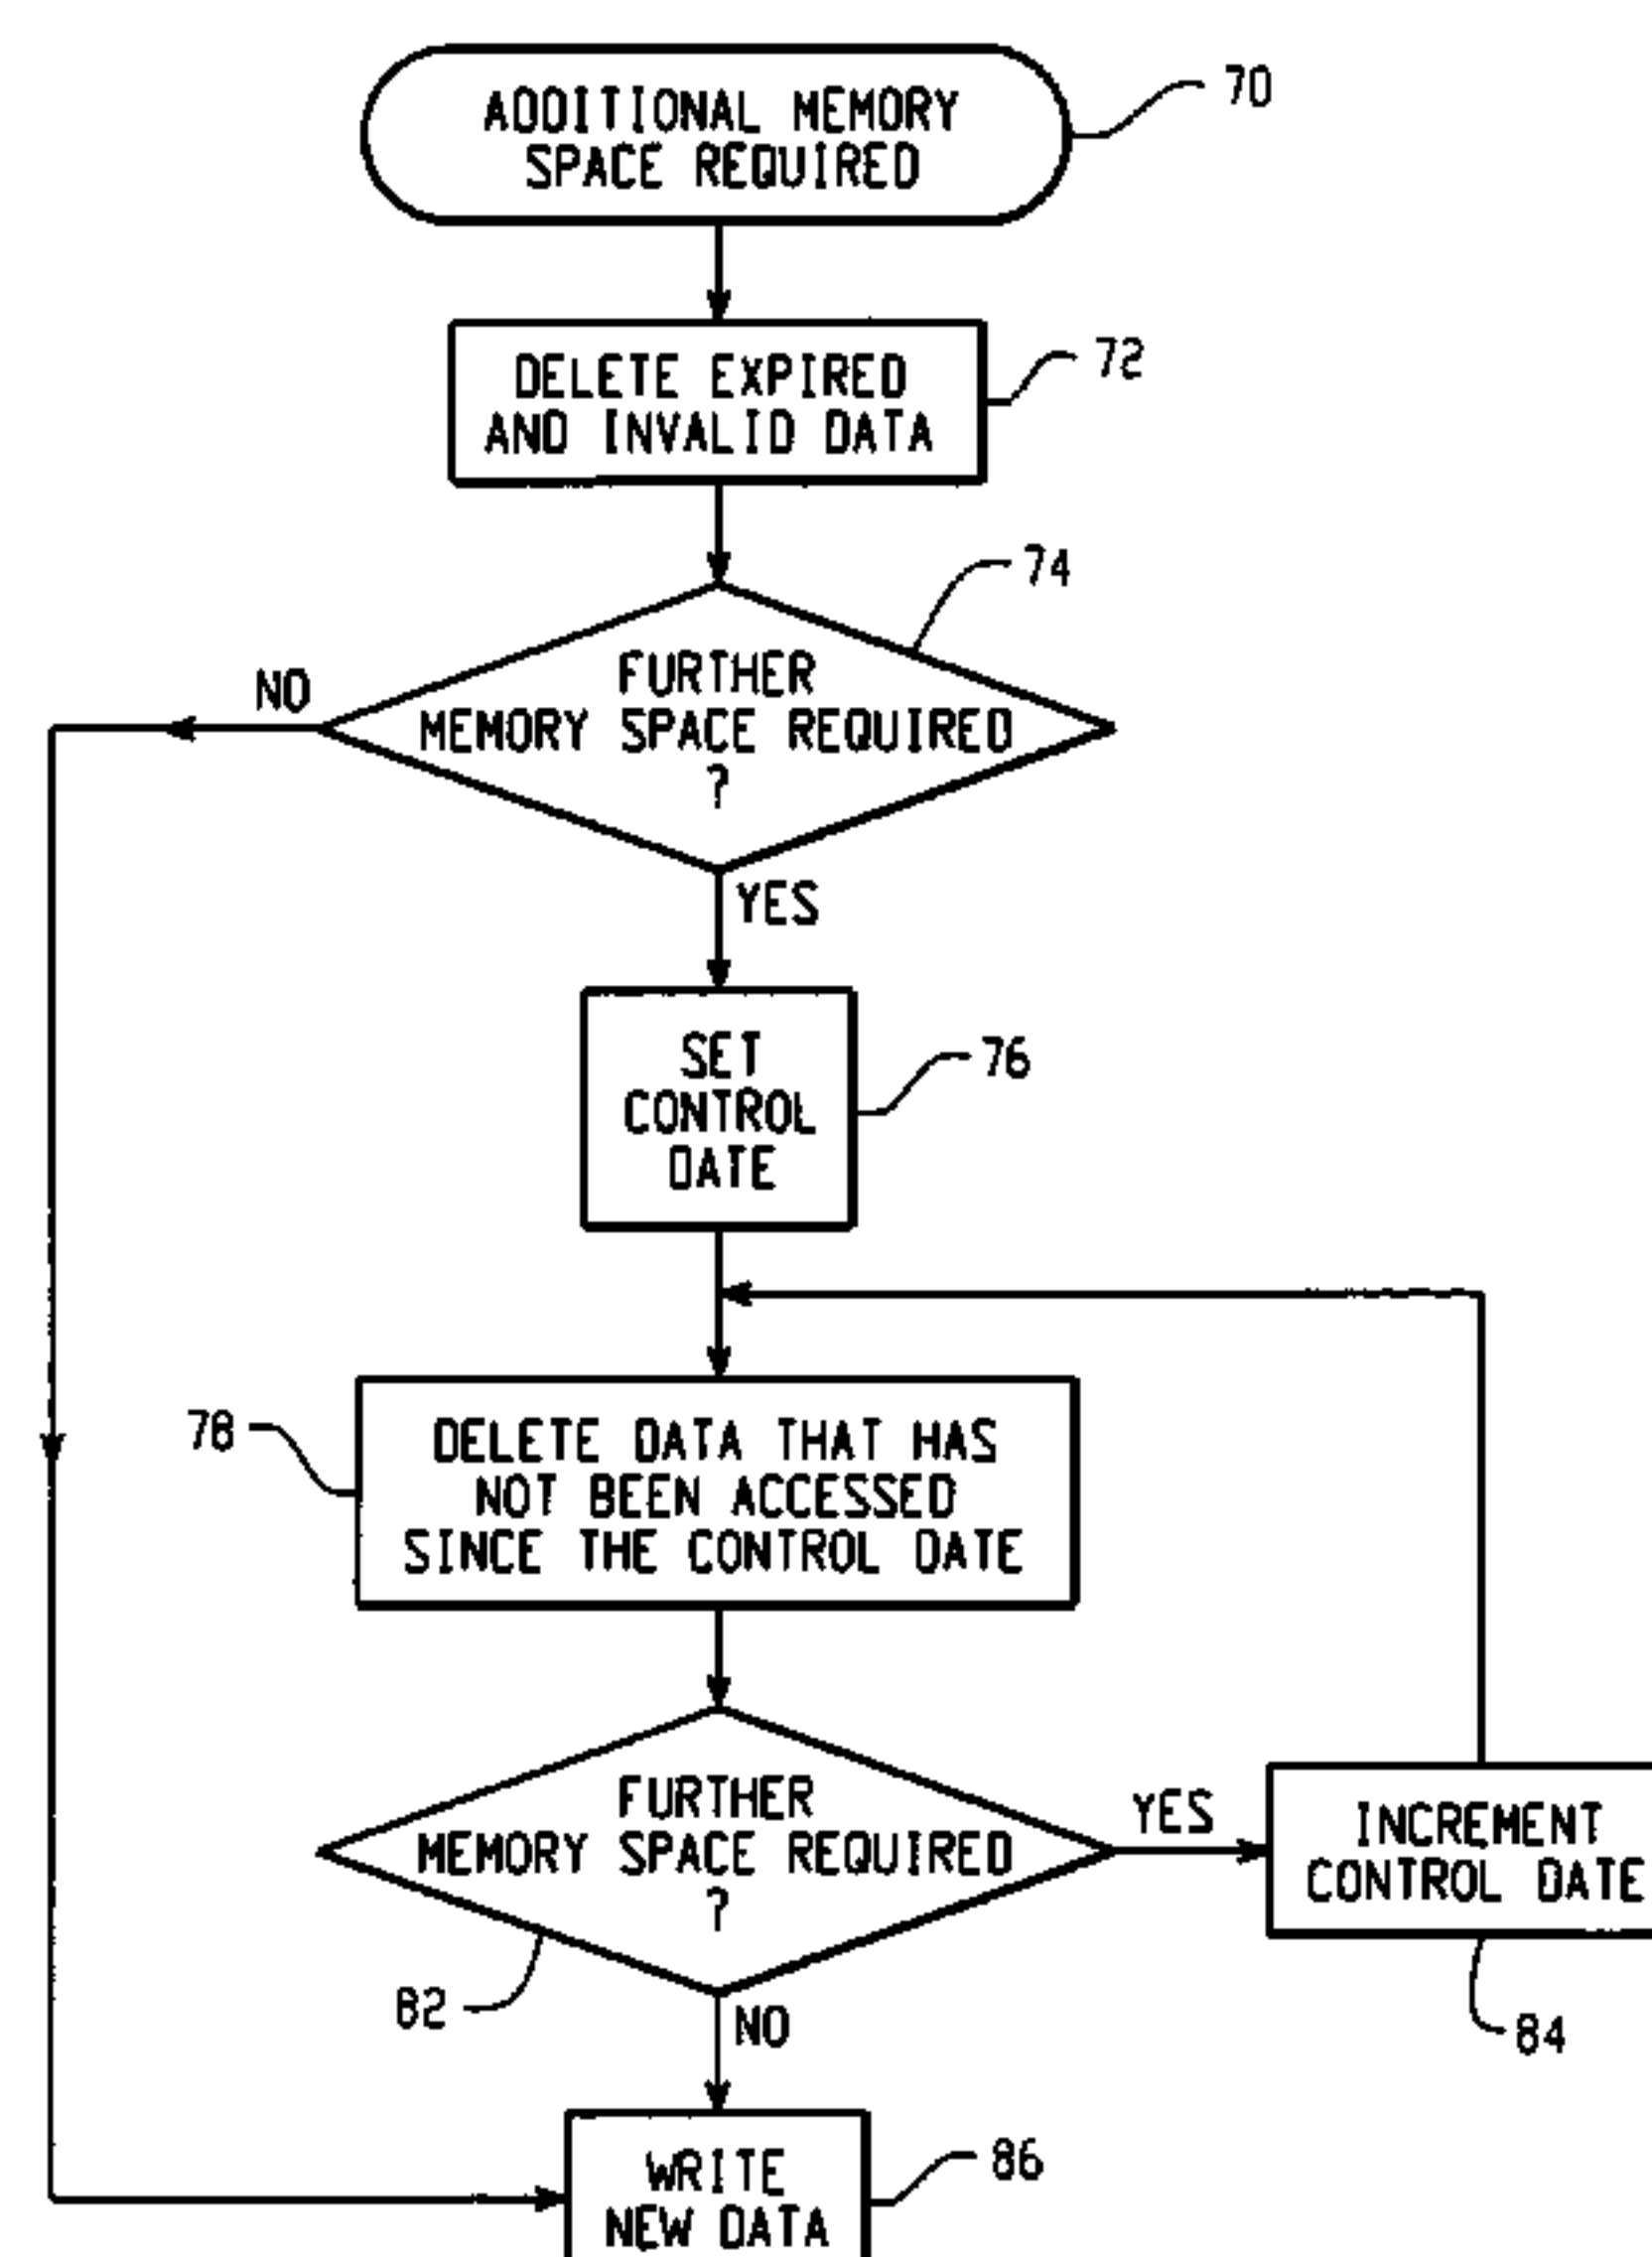 ADDITIONAL MEMORY
SPACE REQUIRED
70
DELETE EXPIRED
AND INVALID DATA
72
74
FURTHER
MEMORY SPACE REQUIRED
?
NO
YES
SET
CONTROL
DATE
76
78
DELETE DATA THAT HAS
NOT BEEN ACCESSED
SINCE THE CONTROL DATE
FURTHER
MEMORY SPACE REQUIRED
?
YES
INCREMENT
CONTROL DATE
82
NO
84
WRITE
NEW DATA
86